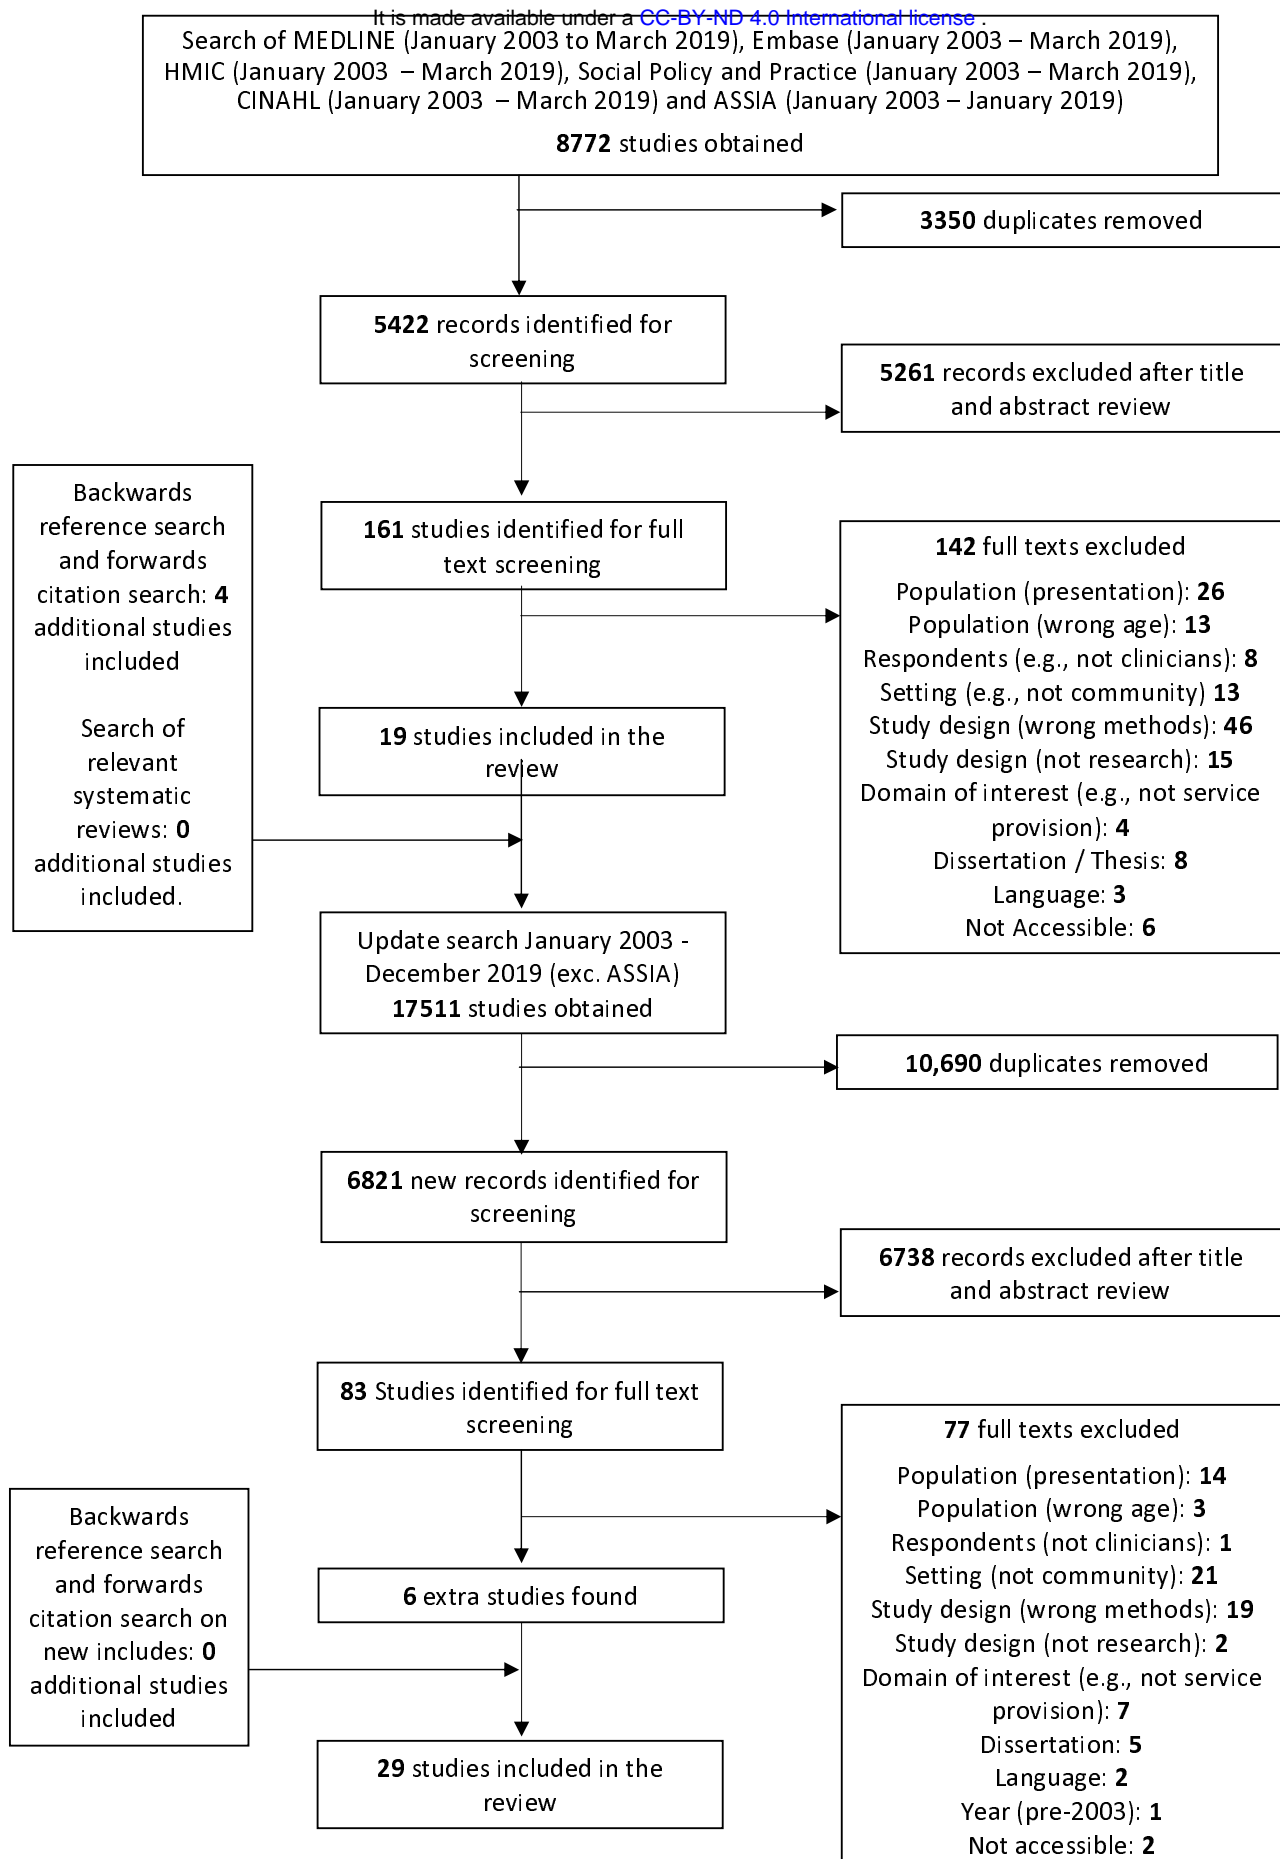 It is made available under a CC-BY-ND 4.0 International license .
Search of MEDLINE (January 2003 to March 2019), Embase (January 2003 – March 2019),
HMIC (January 2003 – March 2019), Social Policy and Practice (January 2003 – March 2019),
CINAHL (January 2003 – March 2019) and ASSIA (January 2003 – January 2019)
8772 studies obtained
3350 duplicates removed
5422 records identified for
screening
5261 records excluded after title
and abstract review
Backwards
reference search
and forwards
citation search: 4
additional studies
included
Search of
relevant
systematic
reviews: 0
additional studies
included.
161 studies identified for full
text screening
142 full texts excluded
Population (presentation): 26
Population (wrong age): 13
Respondents (e.g., not clinicians): 8
Setting (e.g., not community) 13
Study design (wrong methods): 46
Study design (not research): 15
Domain of interest (e.g., not service
provision): 4
Dissertation / Thesis: 8
Language: 3
Not Accessible: 6
19 studies included in the
review
Update search January 2003 -
December 2019 (exc. ASSIA)
17511 studies obtained
10,690 duplicates removed
6821 new records identified for
screening
6738 records excluded after title
and abstract review
83 Studies identified for full text
screening
77 full texts excluded
Population (presentation): 14
Population (wrong age): 3
Respondents (not clinicians): 1
Setting (not community): 21
Study design (wrong methods): 19
Study design (not research): 2
Domain of interest (e.g., not service
provision): 7
Dissertation: 5
Language: 2
Year (pre-2003): 1
Not accessible: 2
Backwards
reference search
and forwards
citation search on
new includes: 0
additional studies
included
6 extra studies found
29 studies included in the
review